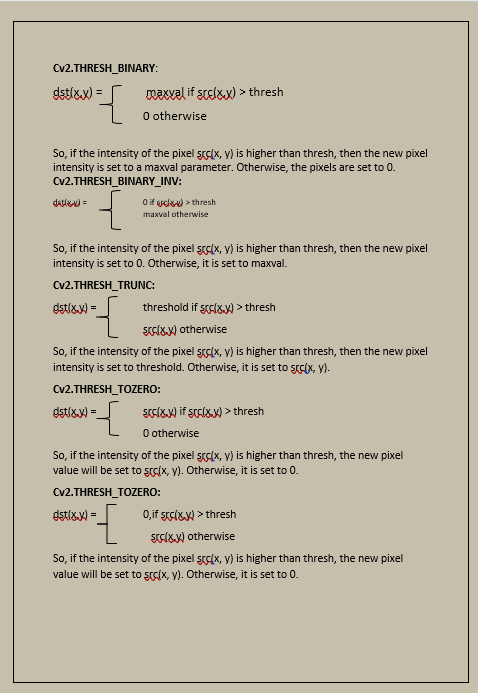 Cv2.THRESH_BINARY:
dst(x,y) = maxval if src(x,y) > thresh
0 otherwise
So, if the intensity of the pixel src(x, y) is higher than thresh, then the new pixel
intensity is set to a maxval parameter. Otherwise, the pixels are set to 0.
Cv2.THRESH_BINARY_INV:
dst(x,y) = 0 if src(x,y) > thresh
maxval otherwise
So, if the intensity of the pixel src(x, y) is higher than thresh, then the new pixel
intensity is set to 0. Otherwise, it is set to maxval.
Cv2.THRESH_TRUNC:
dst(x,y) = threshold if src(x,y) > thresh
src(x,y) otherwise
So, if the intensity of the pixel src(x, y) is higher than thresh, then the new pixel
intensity is set to threshold. Otherwise, it is set to src(x, y).
Cv2.THRESH_TOZERO:
dst(x,y) = src(x,y) if src(x,y) > thresh
0 otherwise
So, if the intensity of the pixel src(x, y) is higher than thresh, the new pixel
value will be set to src(x, y). Otherwise, it is set to 0.
Cv2.THRESH_TOZERO:
dst(x,y) = 0,if src(x,y) > thresh
src(x,y) otherwise
So, if the intensity of the pixel src(x, y) is higher than thresh, the new pixel
value will be set to src(x, y). Otherwise, it is set to 0.